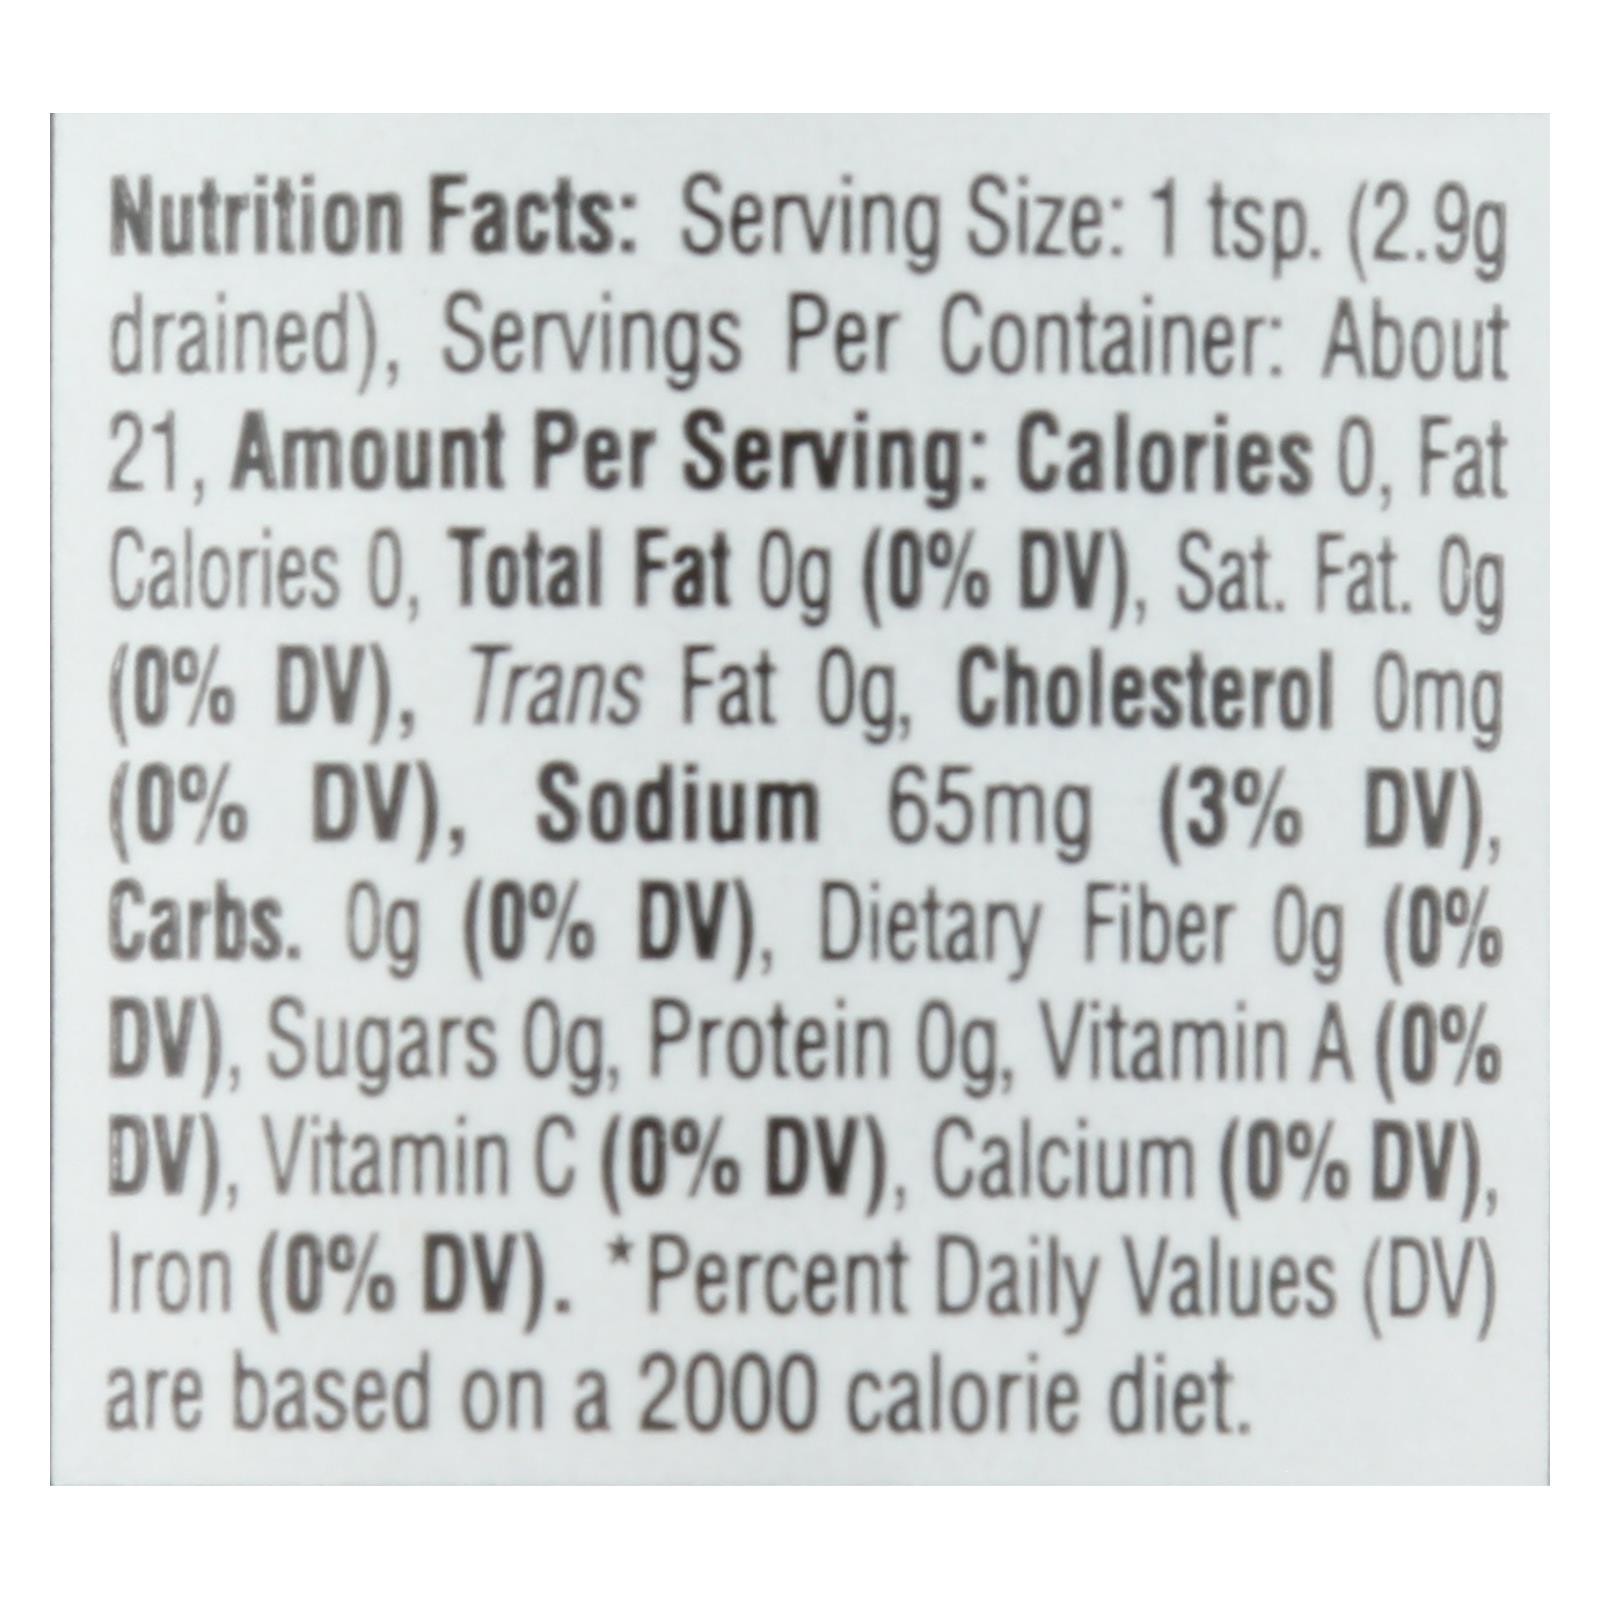 Nutrition Facts: Serving Size: 1 tsp. (2.9g
drained), Servings Per Container: About
21, Amount Per Serving: Calories 0, Fat
Calories 0, Total Fat 0g (0% DV), Sat. Fat. 0g
(0% DV), Trans Fat 0g, Cholesterol 0mg
(0% DV), Sodium 65mg (3% DV),
Carbs. 0g (0% DV), Dietary Fiber 0g (0%
DV), Sugars 0g, Protein 0g, Vitamin A (0%
DV), Vitamin C (0% DV), Calcium (0% DV),
Iron (0% DV). *Percent Daily Values (DV)
are based on a 2000 calorie diet.